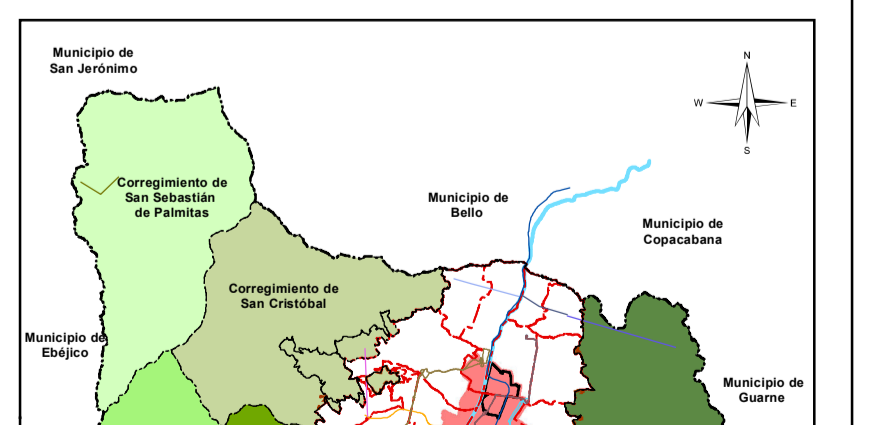 Municipio de
San Jerónimo
N
W
E
S
Corregimiento de
San Sebastián
de Palmitas
Municipio de
Bello
Municipio de
Copacabana
Corregimiento de
San Cristóbal
Municipio de
Ebéjico
Municipio de
Guarne